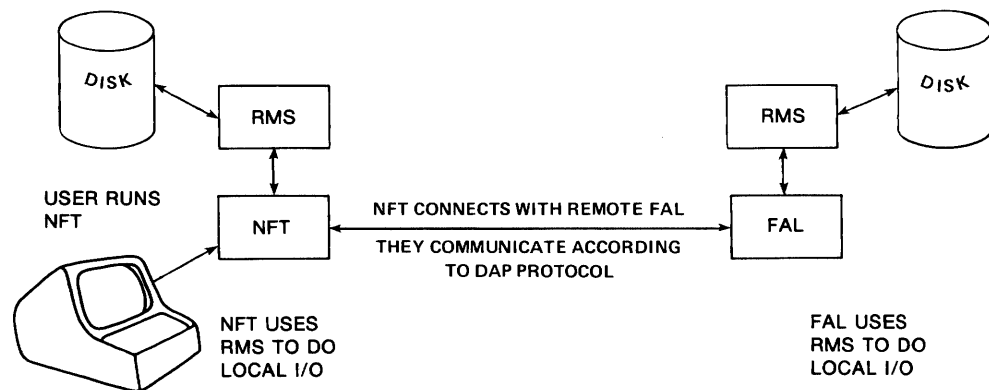 DISK
RMS
RMS
DISK
USER RUNS
NFT
NFT
NFT CONNECTS WITH REMOTE FAL
THEY COMMUNICATE ACCORDING
TO DAP PROTOCOL
FAL
NFT USES
RMS TO DO
LOCAL I/O
FAL USES
RMS TO DO
LOCAL I/O